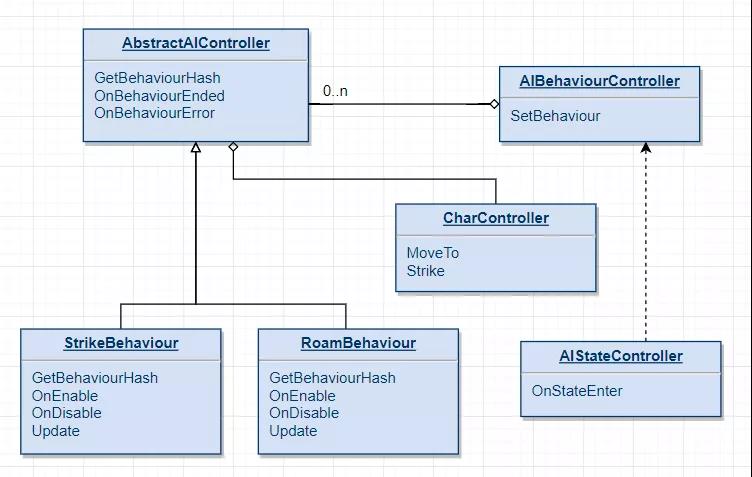 AbstractAIController
GetBehaviourHash
OnBehaviourEnded
OnBehaviourError
0..n
AIBehaviourController
SetBehaviour
CharController
MoveTo
Strike
StrikeBehaviour
GetBehaviourHash
OnEnable
OnDisable
Update
RoamBehaviour
GetBehaviourHash
OnEnable
OnDisable
Update
AIStateController
OnStateEnter